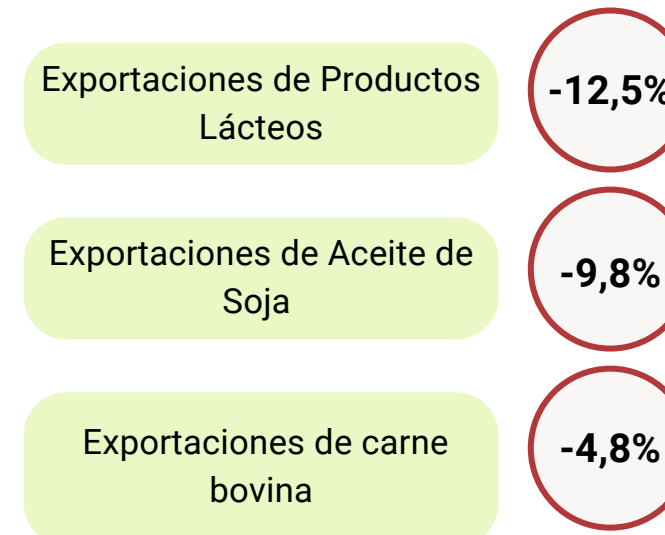 Exportaciones de Productos
Lácteos
-12,5%
Exportaciones de Aceite de
Soja
-9,8%
Exportaciones de carne
bovina
-4,8%